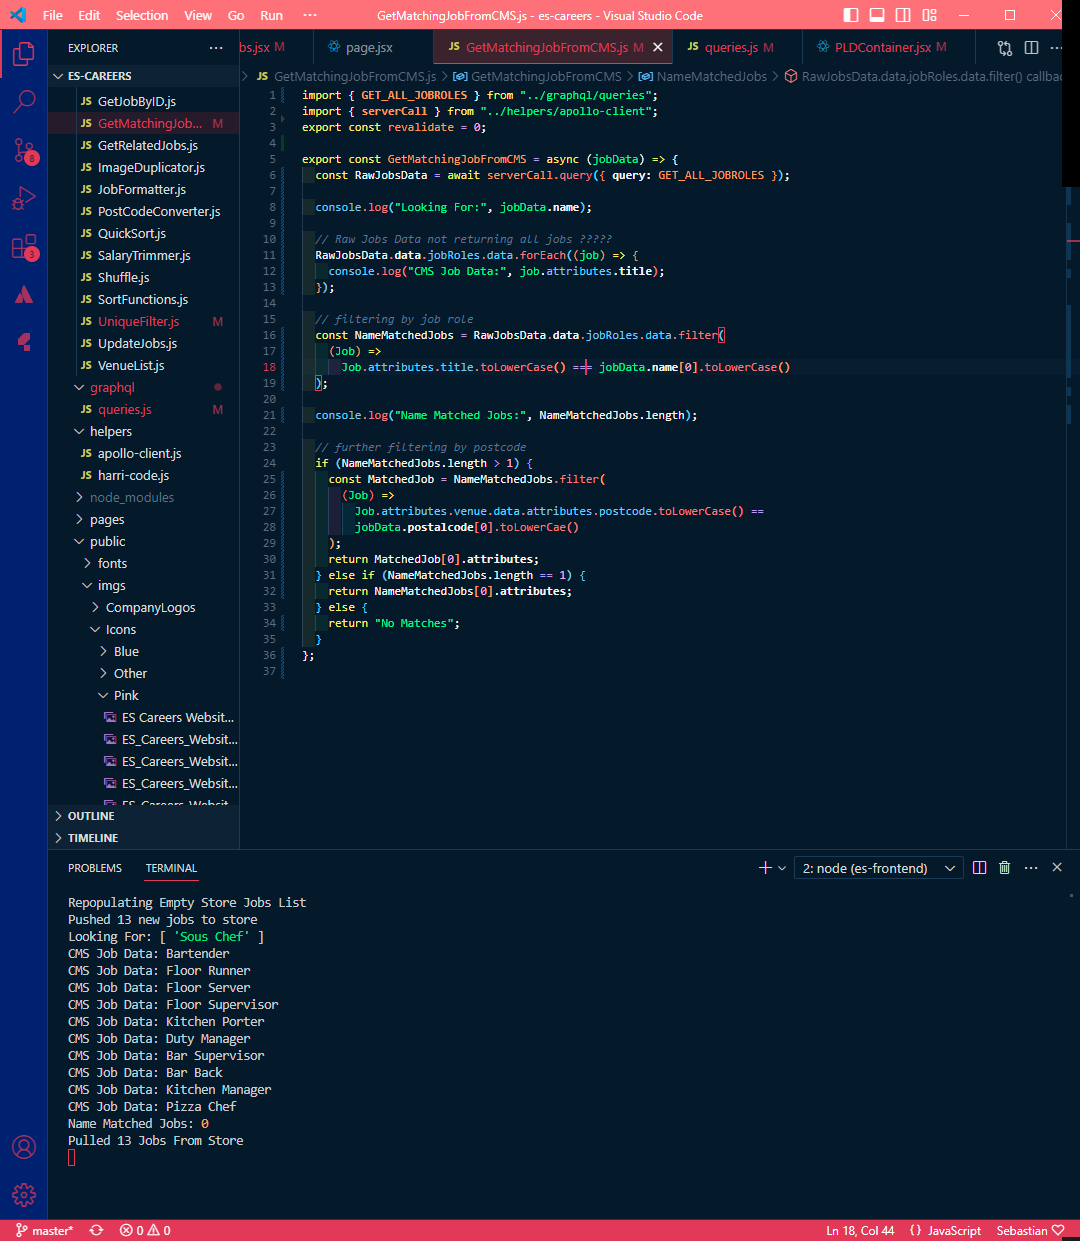 File Edit Selection View Go Run ··· GetMatchingJobFromCMS.js - es-careers - Visual Studio Code
EXPLORER ···
bs.jsx M page.jsx JS GetMatchingJobFromCMS.js M JS queries.js M PLDContainer.jsx M ···
ES-CAREERS
JS GetMatchingJobFromCMS.js > GetMatchingJobFromCMS > NameMatchedJobs > RawJobsData.data.jobRoles.data.filter() callbac
JS GetJobByID.js
JS GetMatchingJob... M
JS GetRelatedJobs.js
JS ImageDuplicator.js
JS JobFormatter.js
JS PostCodeConverter.js
JS QuickSort.js
JS SalaryTrimmer.js
JS Shuffle.js
JS SortFunctions.js
JS UniqueFilter.js M
JS UpdateJobs.js
JS VenueList.js
graphql
JS queries.js M
helpers
JS apollo-client.js
JS harri-code.js
node_modules
pages
public
fonts
imgs
CompanyLogos
Icons
Blue
Other
Pink
ES Careers Websit...
ES_Careers_Websit...
ES_Careers_Websit...
ES_Careers_Websit...
ES_Careers_Websit...
OUTLINE
TIMELINE
8
3
1 import { GET_ALL_JOBROLES } from "../graphql/queries";
2 import { serverCall } from "../helpers/apollo-client";
3 export const revalidate = 0;
4
5 export const GetMatchingJobFromCMS = async (jobData) => {
6 const RawJobsData = await serverCall.query({ query: GET_ALL_JOBROLES });
7
8 console.log("Looking For:", jobData.name);
9
10 // Raw Jobs Data not returning all jobs ?????
11 RawJobsData.data.jobRoles.data.forEach((job) => {
12 console.log("CMS Job Data:", job.attributes.title);
13 });
14
15 // filtering by job role
16 const NameMatchedJobs = RawJobsData.data.jobRoles.data.filter(
17 (Job) =>
18 Job.attributes.title.toLowerCase() === jobData.name[0].toLowerCase()
19 );
20
21 console.log("Name Matched Jobs:", NameMatchedJobs.length);
22
23 // further filtering by postcode
24 if (NameMatchedJobs.length > 1) {
25 const MatchedJob = NameMatchedJobs.filter(
26 (Job) =>
27 Job.attributes.venue.data.attributes.postcode.toLowerCase() ==
28 jobData.postalcode[0].toLowerCae()
29 );
30 return MatchedJob[0].attributes;
31 } else if (NameMatchedJobs.length == 1) {
32 return NameMatchedJobs[0].attributes;
33 } else {
34 return "No Matches";
35 }
36 };
37
PROBLEMS TERMINAL 2: node (es-frontend) ···
Repopulating Empty Store Jobs List
Pushed 13 new jobs to store
Looking For: [ 'Sous Chef' ]
CMS Job Data: Bartender
CMS Job Data: Floor Runner
CMS Job Data: Floor Server
CMS Job Data: Floor Supervisor
CMS Job Data: Kitchen Porter
CMS Job Data: Duty Manager
CMS Job Data: Bar Supervisor
CMS Job Data: Bar Back
CMS Job Data: Kitchen Manager
CMS Job Data: Pizza Chef
Name Matched Jobs: 0
Pulled 13 Jobs From Store
master* 0 0 Ln 18, Col 44 {} JavaScript Sebastian